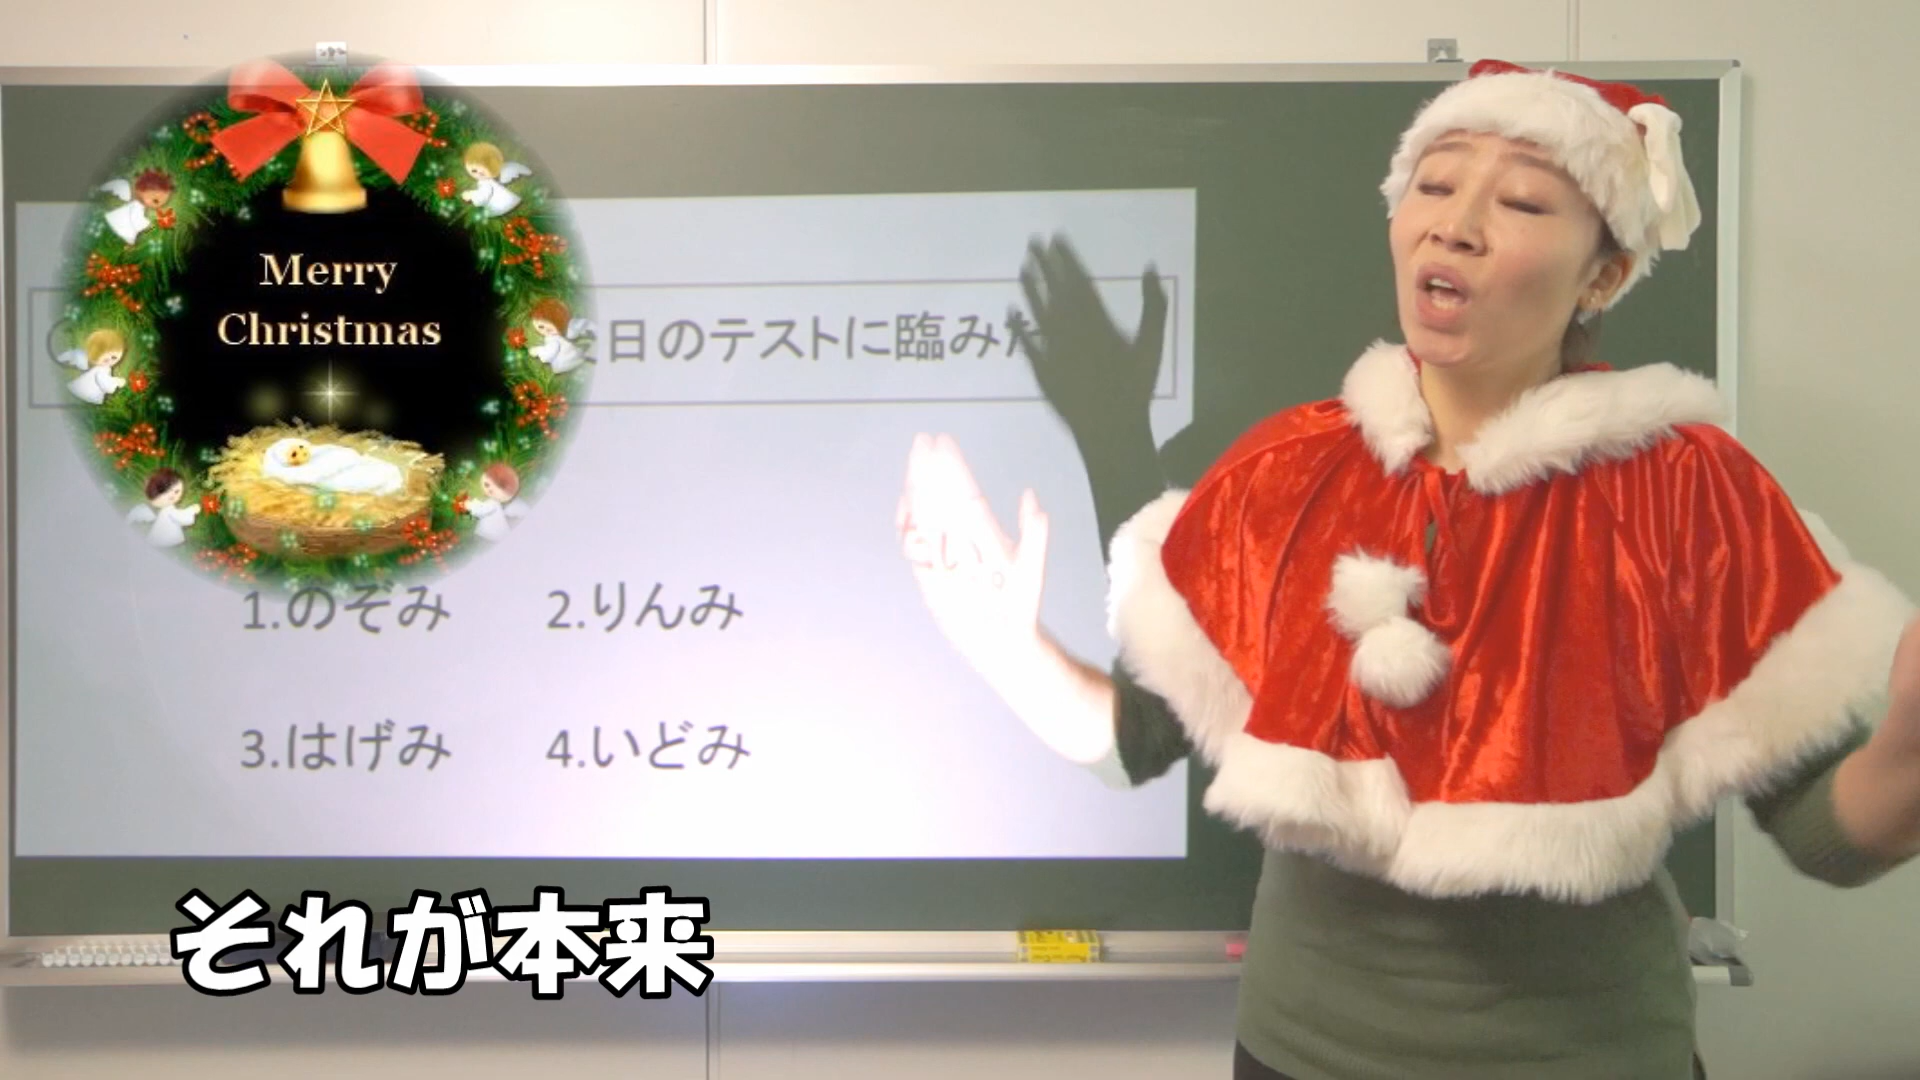 Merry
Christmas
日のテストに臨みた
い。
1.のぞみ 2.りんみ
3.はげみ 4.いどみ
それが本来